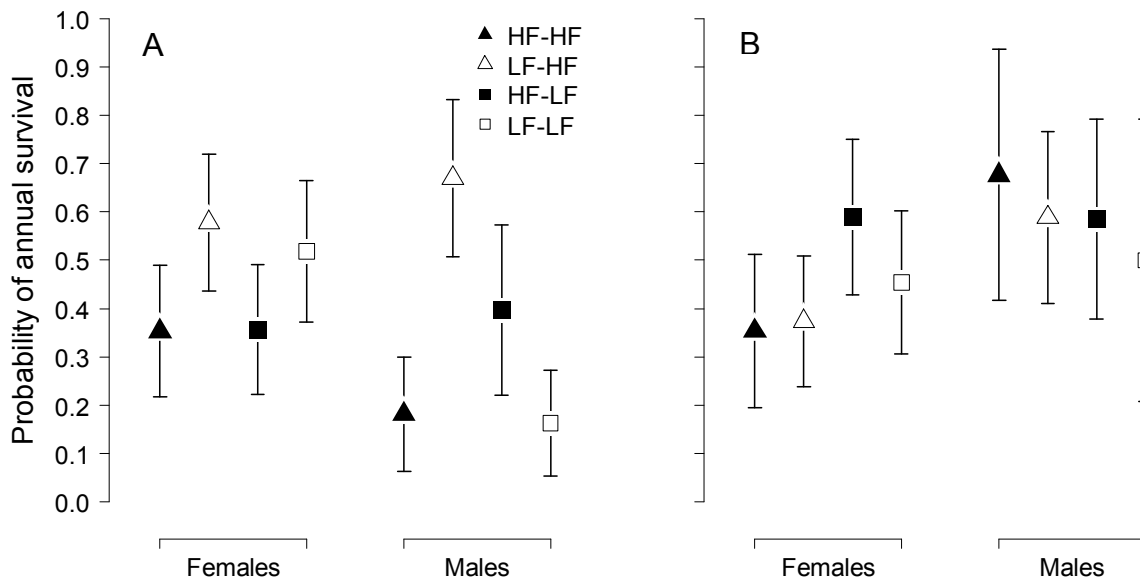 Probability of annual survival
1.0
0.9
0.8
0.7
0.6
0.5
0.4
0.3
0.2
0.1
0.0
A
HF-HF
LF-HF
HF-LF
LF-LF
B
Females
Males
Females
Males